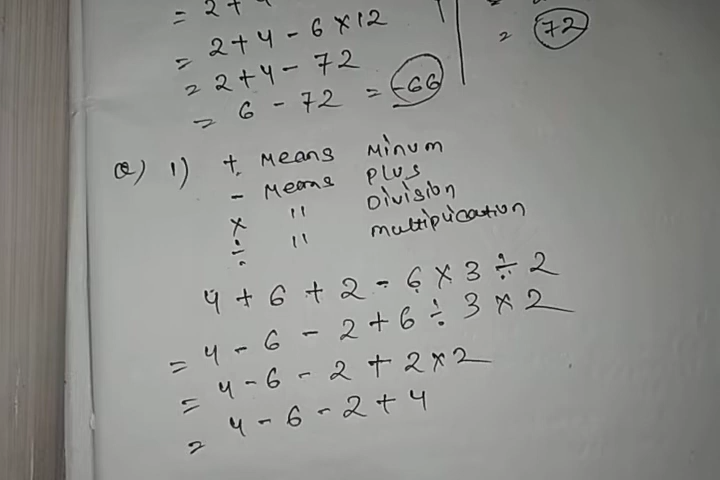 = 2 + 4
= 2 + 4 - 6 × 12
= 2 + 4 - 72
= 6 - 72 = -66
= 72
Q) 1) + Means Minum
- Means Plus
× " Division
÷ " multiplication
4 + 6 + 2 - 6 × 3 ÷ 2
= 4 - 6 - 2 + 6 ÷ 3 × 2
= 4 - 6 - 2 + 2 × 2
= 4 - 6 - 2 + 4